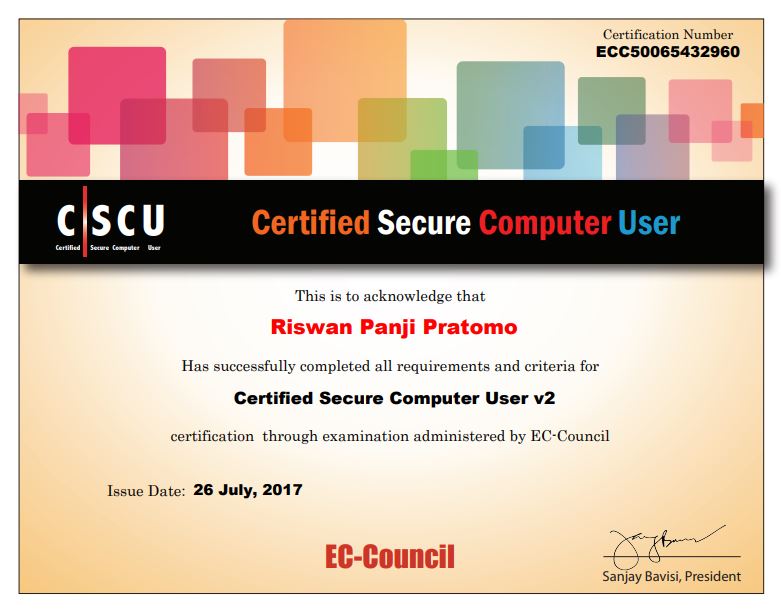 Certification Number
ECC50065432960
CSCU
Certified Secure Computer User
Certified Secure Computer User
This is to acknowledge that
Riswan Panji Pratomo
Has successfully completed all requirements and criteria for
Certified Secure Computer User v2
certification through examination administered by EC-Council
Issue Date: 26 July, 2017
EC-Council
Sanjay Bavisi, President